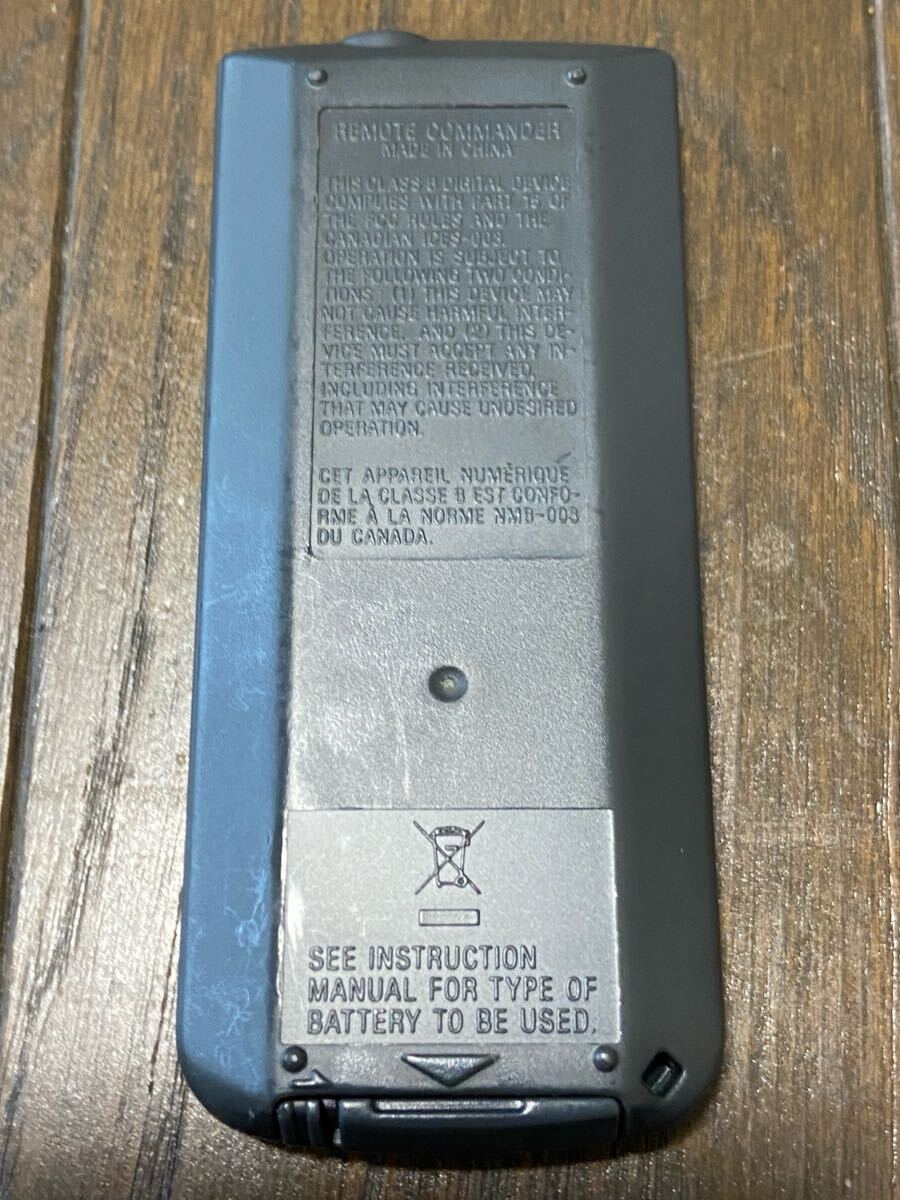 REMOTE COMMANDER
MADE IN CHINA
THIS CLASS B DIGITAL DEVICE
COMPLIES WITH PART 15 OF
THE FCC RULES AND THE
CANADIAN ICES-003.
OPERATION IS SUBJECT TO
THE FOLLOWING TWO CONDI-
TIONS : (1) THIS DEVICE MAY
NOT CAUSE HARMFUL INTER-
FERENCE, AND (2) THIS DE-
VICE MUST ACCEPT ANY IN-
TERFERENCE RECEIVED,
INCLUDING INTERFERENCE
THAT MAY CAUSE UNDESIRED
OPERATION.
CET APPAREIL NUMÉRIQUE
DE LA CLASSE B EST CONFO-
RME À LA NORME NMB-003
DU CANADA.
SEE INSTRUCTION
MANUAL FOR TYPE OF
BATTERY TO BE USED.